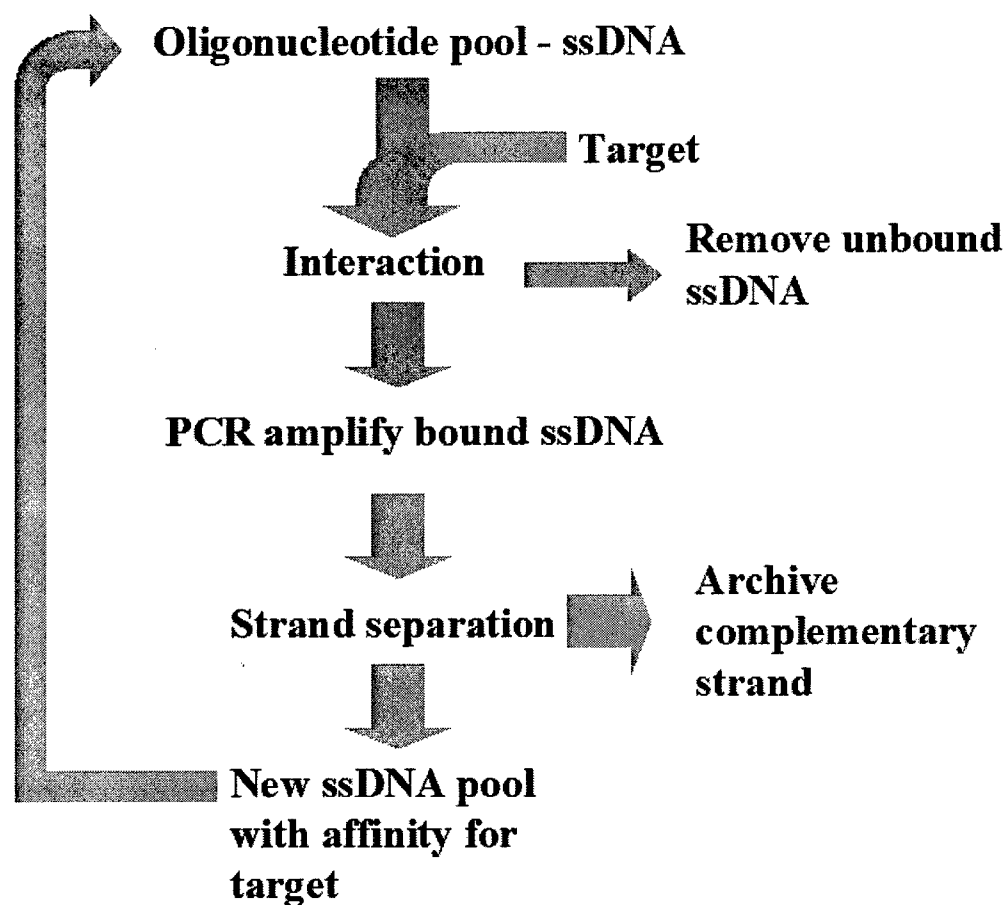 Oligonucleotide pool - ssDNA
Target
Interaction
Remove unbound
ssDNA
PCR amplify bound ssDNA
Strand separation
Archive
complementary
strand
New ssDNA pool
with affinity for
target